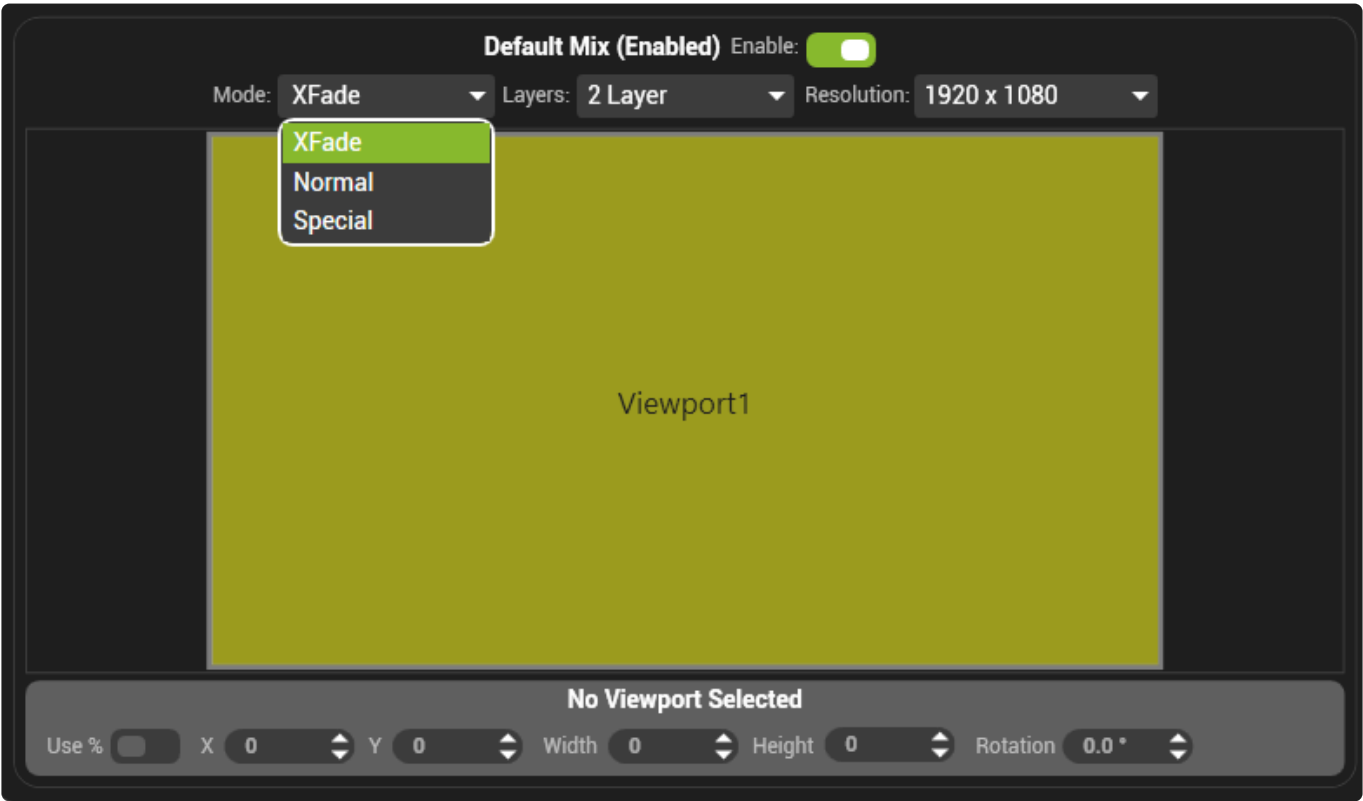 Default Mix (Enabled) Enable:
Mode: XFade Layers: 2 Layer Resolution: 1920 x 1080
XFade
Normal
Special
Viewport1
No Viewport Selected
Use % X 0 Y 0 Width 0 Height 0 Rotation 0.0 °